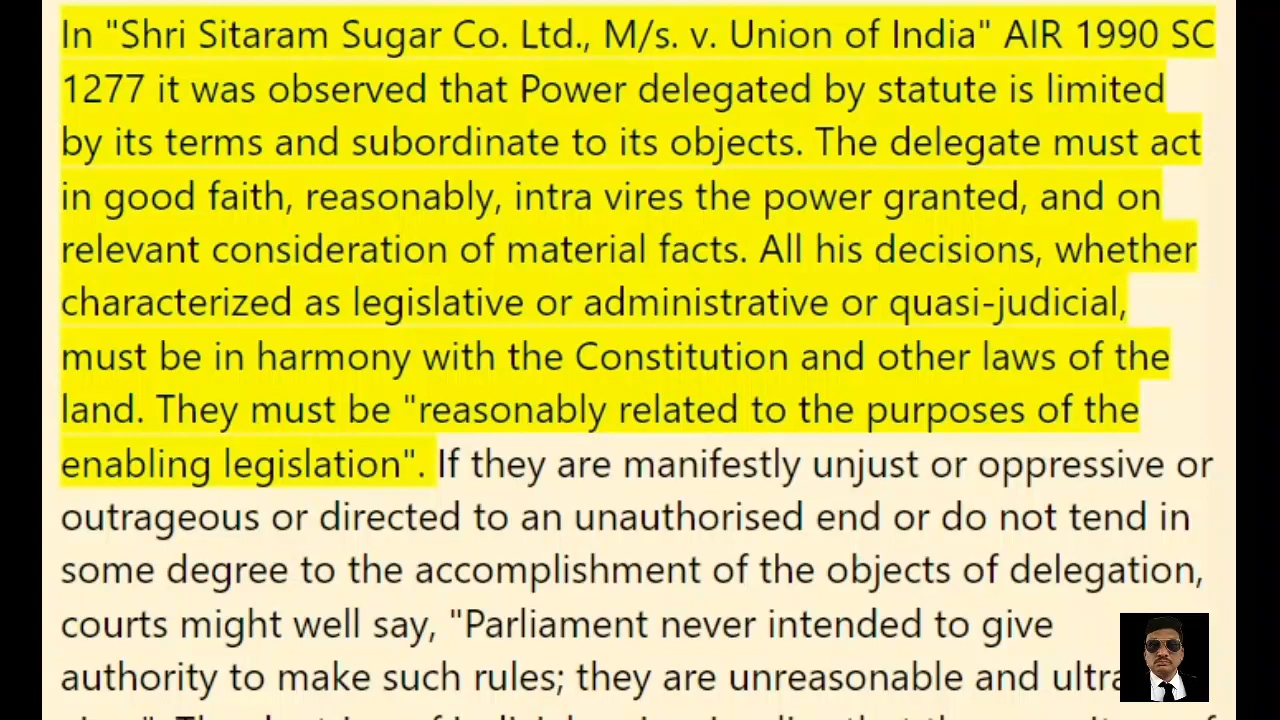 In "Shri Sitaram Sugar Co. Ltd., M/s. v. Union of India" AIR 1990 SC
1277 it was observed that Power delegated by statute is limited
by its terms and subordinate to its objects. The delegate must act
in good faith, reasonably, intra vires the power granted, and on
relevant consideration of material facts. All his decisions, whether
characterized as legislative or administrative or quasi-judicial,
must be in harmony with the Constitution and other laws of the
land. They must be "reasonably related to the purposes of the
enabling legislation". If they are manifestly unjust or oppressive or
outrageous or directed to an unauthorised end or do not tend in
some degree to the accomplishment of the objects of delegation,
courts might well say, "Parliament never intended to give
authority to make such rules; they are unreasonable and ultra